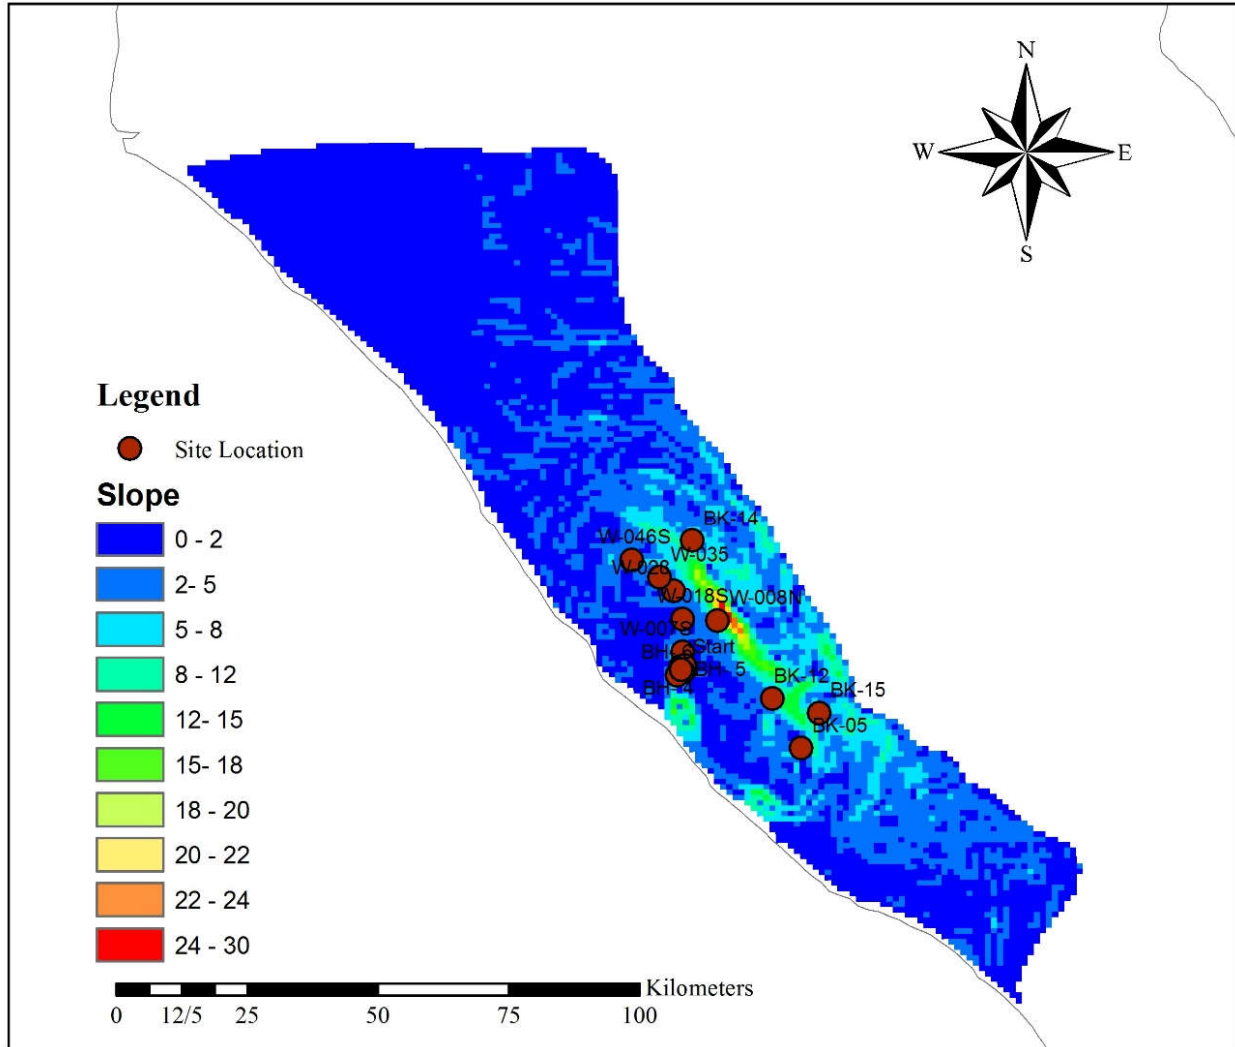 N
W
E
S
Legend
Site Location
Slope
0 - 2
2- 5
5 - 8
8 - 12
12- 15
15- 18
18 - 20
20 - 22
22 - 24
24 - 30
BK-14
W-046S
W-035
W-028
W-018S
W-008N
W-007S
Start
BH- 5
BH- 4
BK-12
BK-15
BK-05
Kilometers
0 12/5 25 50 75 100